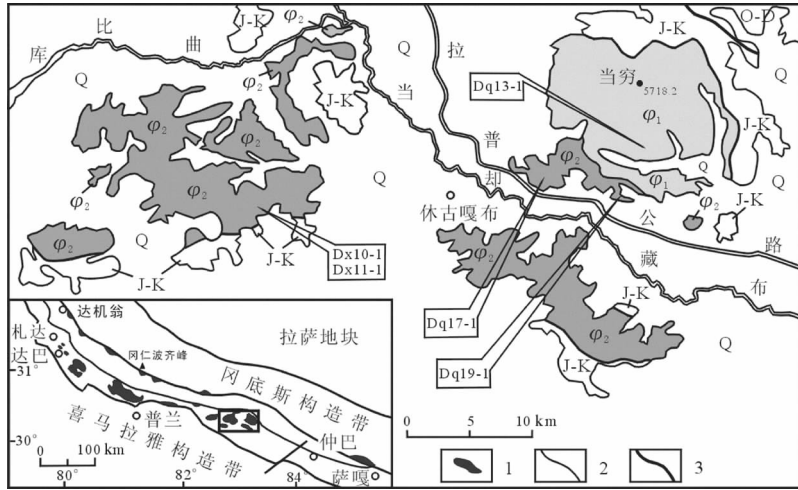 库比曲
J-K
φ₂
Q
拉
J-K
O-D
Q
当穷
5718.2
Dq13-1
φ₂
J-K
φ₁
J-K
φ₂
φ₂
当
普
φ₂
Q
Q
却
φ₁
φ₂
φ₂
Q
休古嘎布
公
φ₂
J-K
φ₂
Q
Dx10-1
Dx11-1
J-K
φ₂
藏
路
布
J-K
J-K
Dq17-1
J-K
φ₂
Q
Dq19-1
J-K
达机翁
札达
达巴
冈仁波齐峰
拉萨地块
31°
冈底斯构造带
喜马拉雅构造带
普兰
30°
仲巴
萨嘎
0 100 km
80° 82° 84°
0 5 10 km
1 2 3